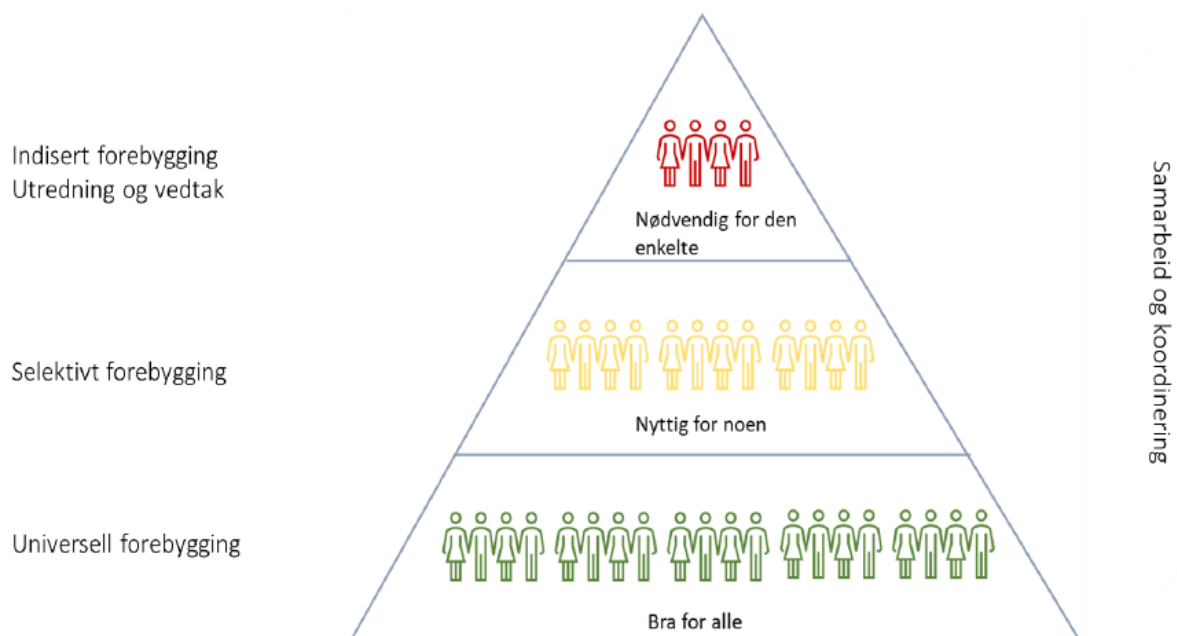 Indisert forebygging
Utredning og vedtak
Nødvendig for den
enkelte
Selektivt forebygging
Nyttig for noen
Universell forebygging
Bra for alle
Samarbeid og koordinering